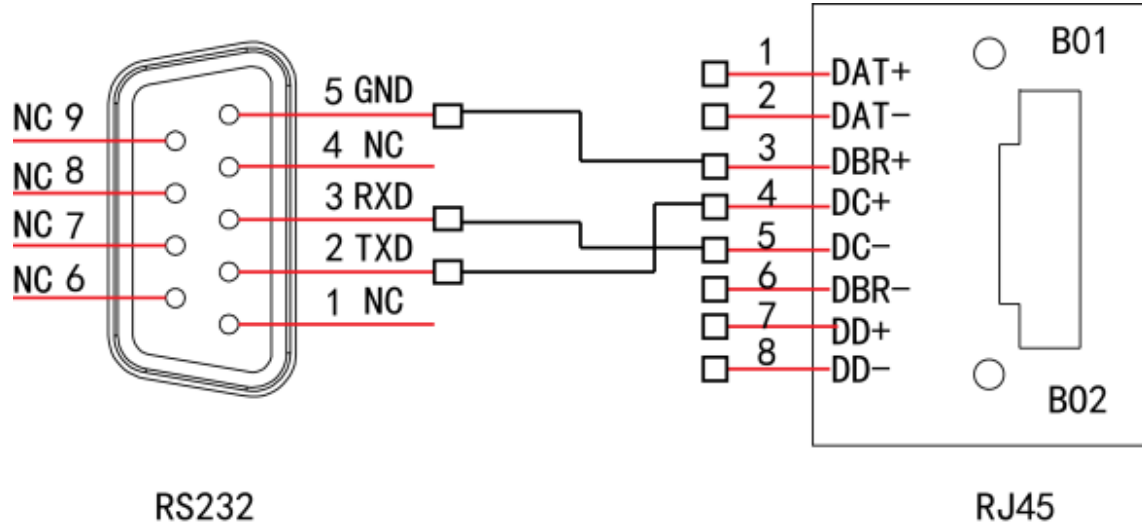 NC 9
NC 8
NC 7
NC 6
5 GND
4 NC
3 RXD
2 TXD
1 NC
1
2
3
4
5
6
7
8
DAT+
DAT-
DBR+
DC+
DC-
DBR-
DD+
DD-
B01
B02
RS232
RJ45